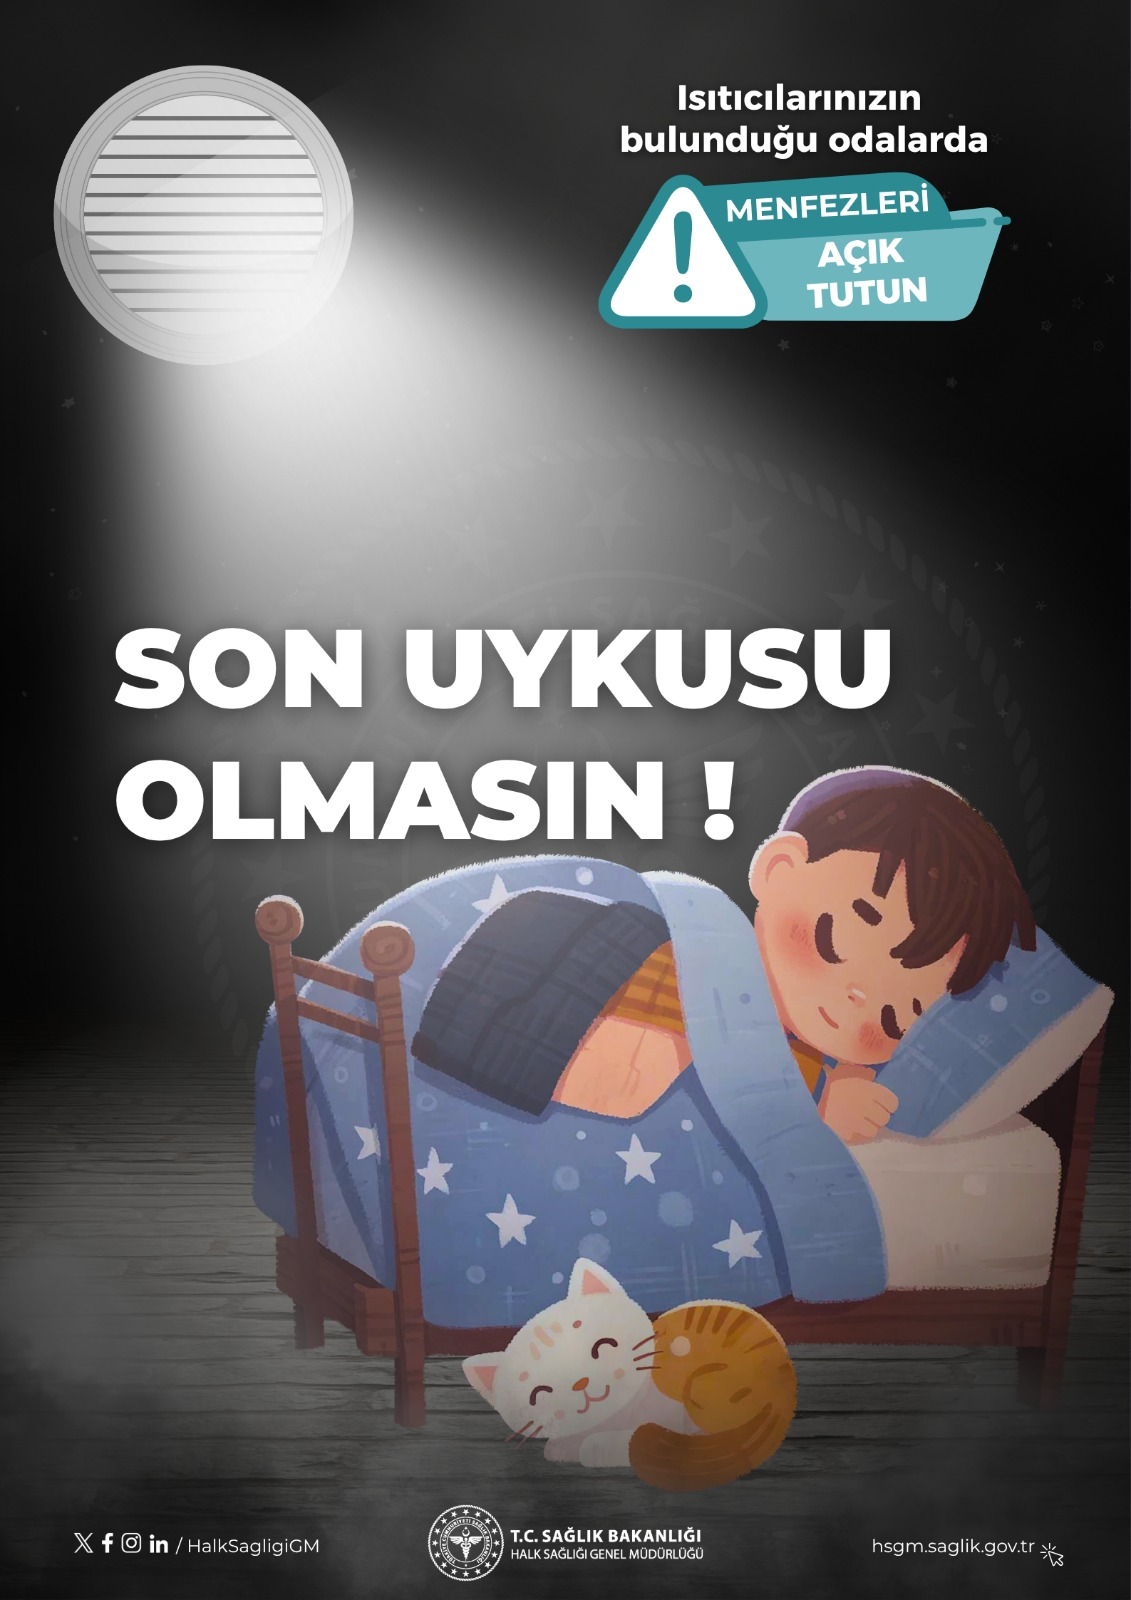 Isıtıcılarınızın
bulunduğu odalarda
MENFEZLERİ
AÇIK
TUTUN
SON UYKUSU
OLMASIN !
/ HalkSagligiGM
T.C. SAĞLIK BAKANLIĞI
HALK SAĞLIĞI GENEL MÜDÜRLÜĞÜ
hsgm.saglik.gov.tr